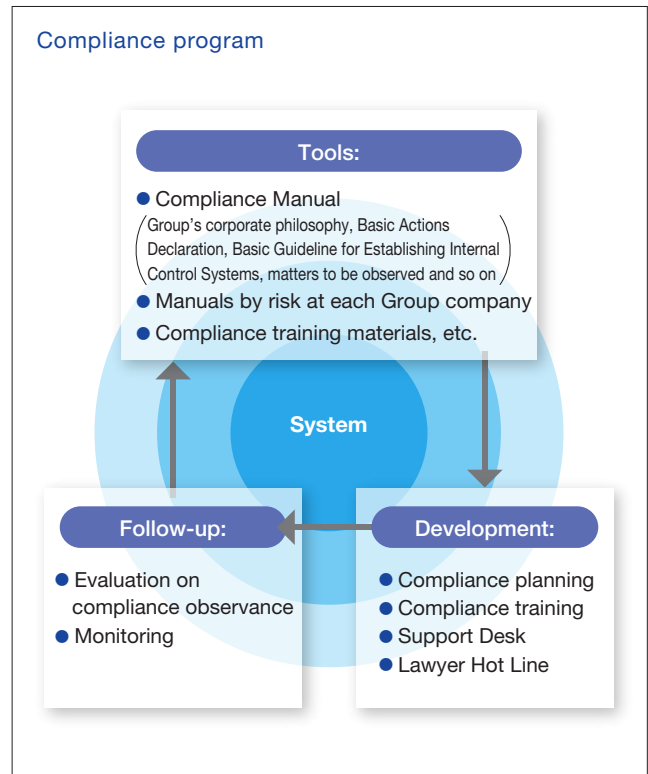 Compliance program
Tools:
● Compliance Manual
(Group's corporate philosophy, Basic Actions
Declaration, Basic Guideline for Establishing Internal
Control Systems, matters to be observed and so on)
● Manuals by risk at each Group company
● Compliance training materials, etc.
System
Follow-up:
● Evaluation on
compliance observance
● Monitoring
Development:
● Compliance planning
● Compliance training
● Support Desk
● Lawyer Hot Line